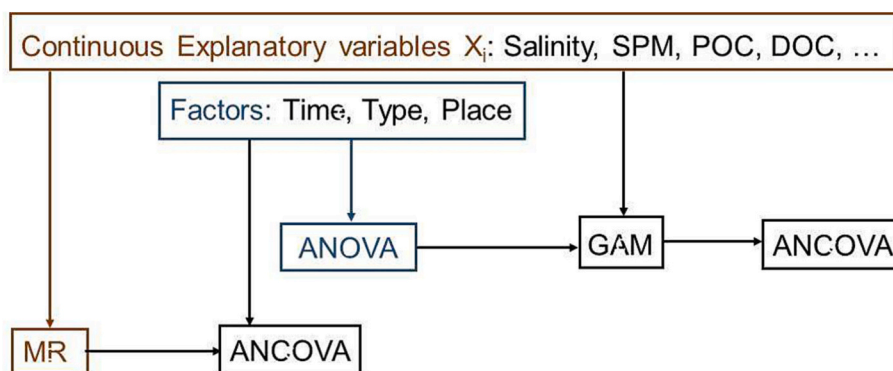 Continuous Explanatory variables Xi: Salinity, SPM, POC, DOC, …
Factors: Time, Type, Place
ANOVA
GAM
ANCOVA
MR
ANCOVA